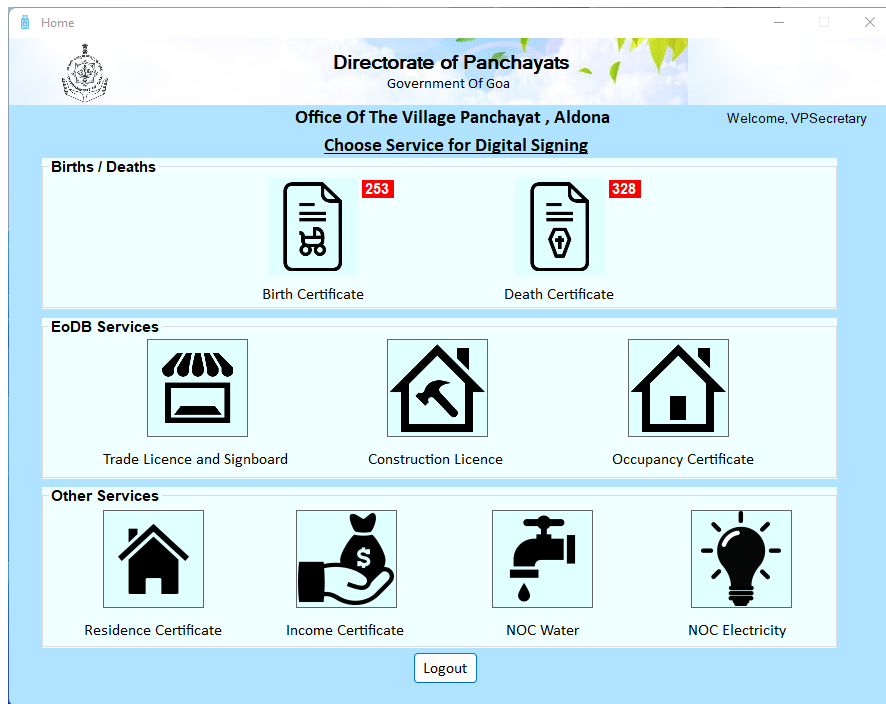 Home
Directorate of Panchayats
Government Of Goa
Office Of The Village Panchayat , Aldona
Welcome, VPSecretary
Choose Service for Digital Signing
Births / Deaths
253
328
Birth Certificate
Death Certificate
EoDB Services
Trade Licence and Signboard
Construction Licence
Occupancy Certificate
Other Services
$
Residence Certificate
Income Certificate
NOC Water
NOC Electricity
Logout